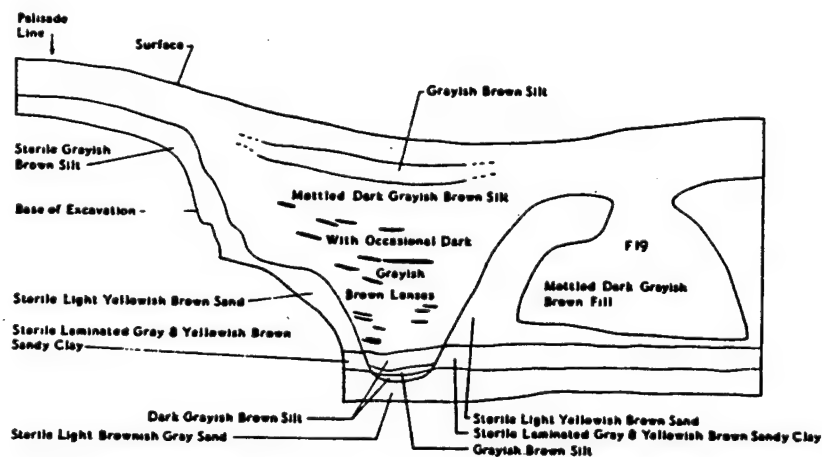 Palisade
Line
Surface
Grayish Brown Silt
Sterile Grayish
Brown Silt
Mottled Dark Grayish Brown Silt
Base of Excavation
With Occasional Dark
F19
Grayish
Mottled Dark Grayish
Brown Fill
Brown Lenses
Sterile Light Yellowish Brown Sand
Sterile Laminated Gray & Yellowish Brown
Sandy Clay
Dark Grayish Brown Silt
Sterile Light Brownish Gray Sand
Sterile Light Yellowish Brown Sand
Sterile Laminated Gray & Yellowish Brown Sandy Clay
Grayish Brown Silt